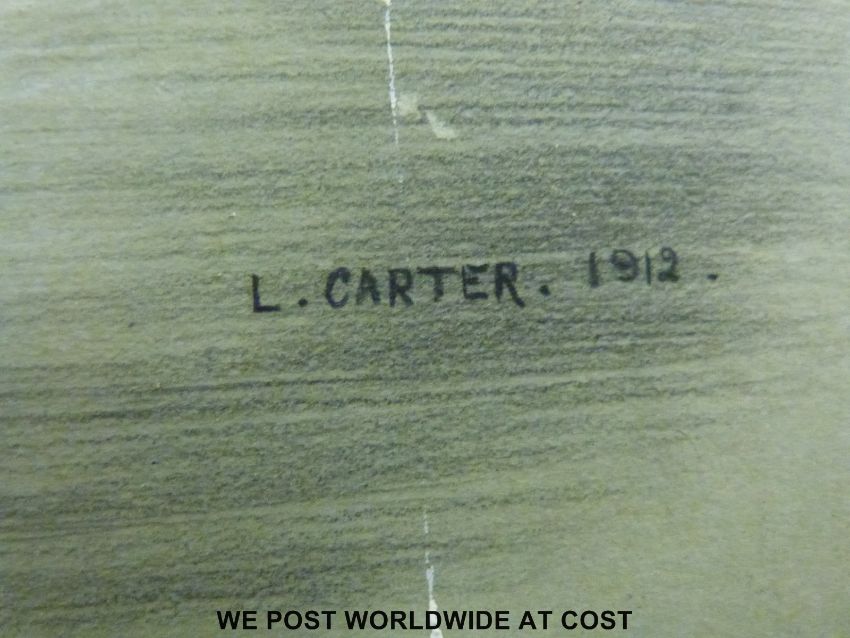 L. CARTER. 1912.
WE POST WORLDWIDE AT COST